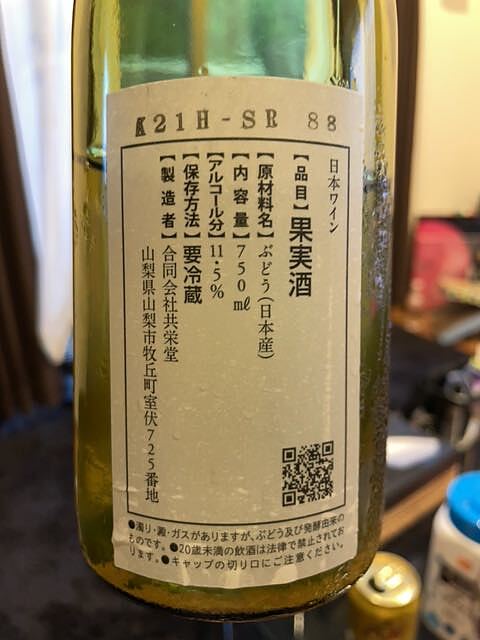 K21H-SR 88
日本ワイン
【品目】果実酒
【原材料名】ぶどう(日本産)
【内容量】750ml
【アルコール分】11.5%
【保存方法】要冷蔵
【製造者】合同会社共栄堂
山梨県山梨市牧丘町室伏725番地
●濁り・澱・ガスがありますが、ぶどう及び発酵由来の
ものです。●20歳未満の飲酒は法律で禁止されてお
ります。●キャップの切り口にご注意ください。